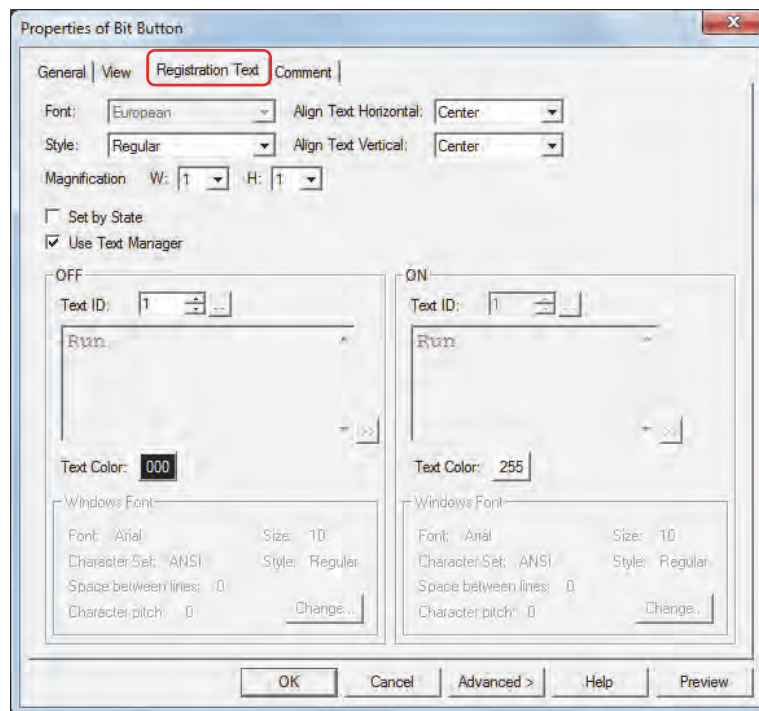 Properties of Bit Button
General View Registration Text Comment
Font: European Align Text Horizontal: Center
Style: Regular Align Text Vertical: Center
Magnification W: 1 H: 1
Set by State
Use Text Manager
OFF ON
Text ID: 1 ... Text ID: 1 ...
Run Run
>> >>
Text Color: 000 Text Color: 255
Windows Font Windows Font
Font: Arial Size: 10 Font: Arial Size: 10
Character Set: ANSI Style: Regular Character Set: ANSI Style: Regular
Space between lines: 0 Space between lines: 0
Character pitch 0 Change... Character pitch 0 Change...
OK Cancel Advanced > Help Preview